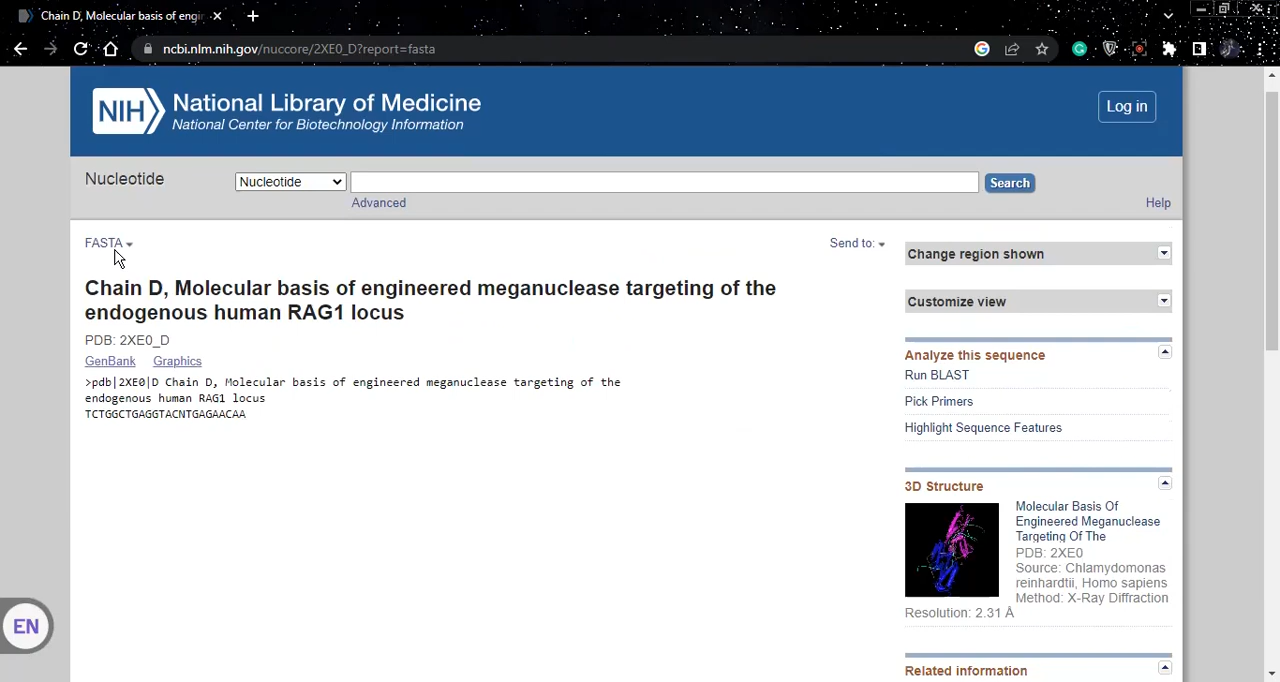 Chain D, Molecular basis of engi
ncbi.nlm.nih.gov/nuccore/2XE0_D?report=fasta
NIH
National Library of Medicine
National Center for Biotechnology Information
Log in
Nucleotide
Nucleotide
Search
Advanced
Help
FASTA
Send to:
Chain D, Molecular basis of engineered meganuclease targeting of the
endogenous human RAG1 locus
PDB: 2XE0_D
GenBank Graphics
>pdb|2XE0|D Chain D, Molecular basis of engineered meganuclease targeting of the
endogenous human RAG1 locus
TCTGGCTGAGGTACNTGAGAACAA
Change region shown
Customize view
Analyze this sequence
Run BLAST
Pick Primers
Highlight Sequence Features
3D Structure
Molecular Basis Of
Engineered Meganuclease
Targeting Of The
PDB: 2XE0
Source: Chlamydomonas
reinhardtii, Homo sapiens
Method: X-Ray Diffraction
Resolution: 2.31 Å
Related information
EN